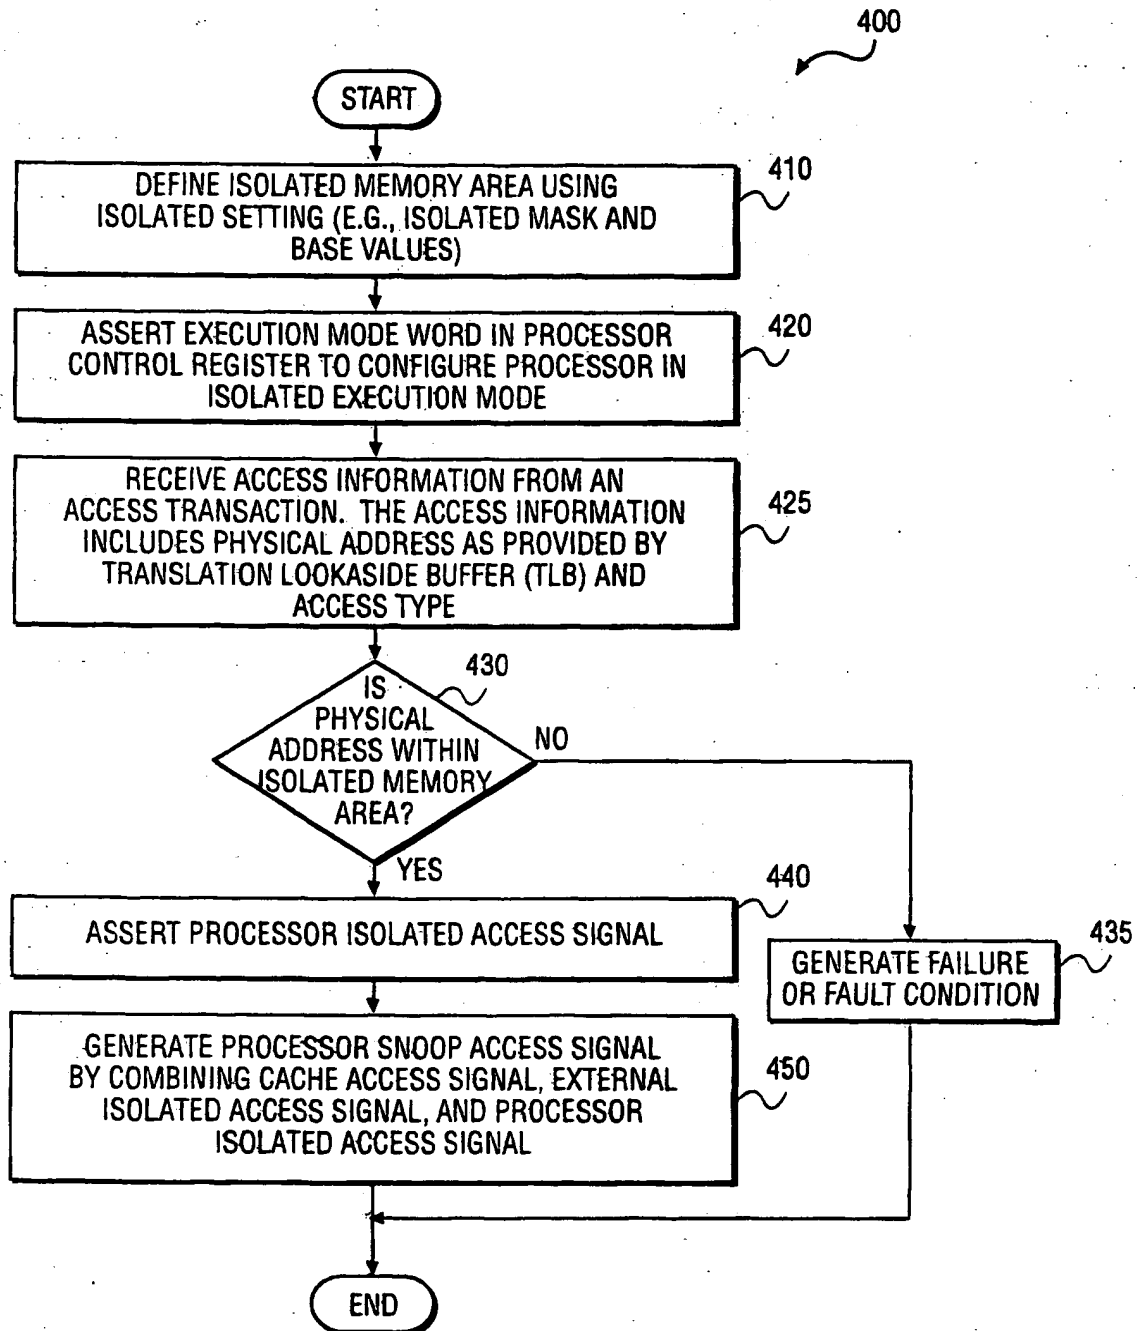 400
START
410
DEFINE ISOLATED MEMORY AREA USING
ISOLATED SETTING (E.G., ISOLATED MASK AND
BASE VALUES)
420
ASSERT EXECUTION MODE WORD IN PROCESSOR
CONTROL REGISTER TO CONFIGURE PROCESSOR IN
ISOLATED EXECUTION MODE
RECEIVE ACCESS INFORMATION FROM AN
ACCESS TRANSACTION. THE ACCESS INFORMATION
INCLUDES PHYSICAL ADDRESS AS PROVIDED BY
TRANSLATION LOOKASIDE BUFFER (TLB) AND
ACCESS TYPE
425
430
IS
PHYSICAL
ADDRESS WITHIN
ISOLATED MEMORY
AREA?
NO
YES
440
ASSERT PROCESSOR ISOLATED ACCESS SIGNAL
435
GENERATE FAILURE
OR FAULT CONDITION
GENERATE PROCESSOR SNOOP ACCESS SIGNAL
BY COMBINING CACHE ACCESS SIGNAL, EXTERNAL
ISOLATED ACCESS SIGNAL, AND PROCESSOR
ISOLATED ACCESS SIGNAL
450
END